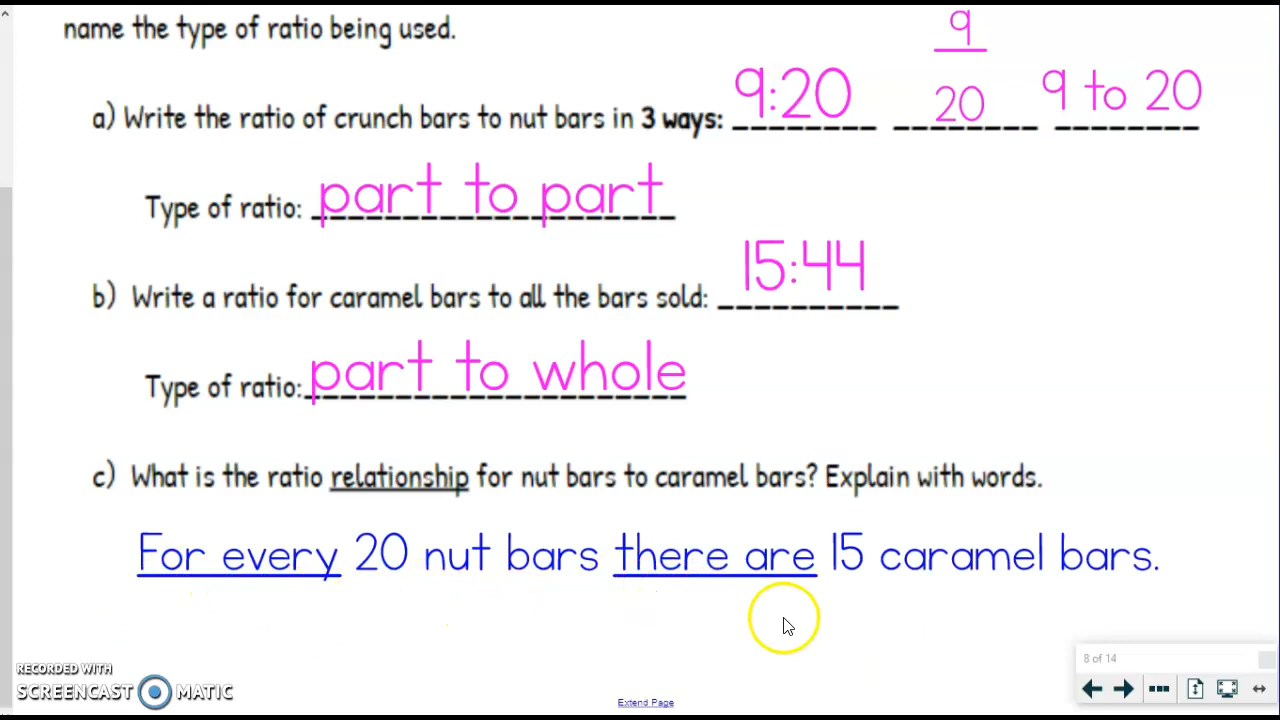 name the type of ratio being used.
9
20
a) Write the ratio of crunch bars to nut bars in 3 ways: 9:20 9 to 20
Type of ratio: part to part
b) Write a ratio for caramel bars to all the bars sold: 15:44
Type of ratio: part to whole
c) What is the ratio relationship for nut bars to caramel bars? Explain with words.
For every 20 nut bars there are 15 caramel bars.
8 of 14
RECORDED WITH
SCREENCAST MATIC
Extend Page